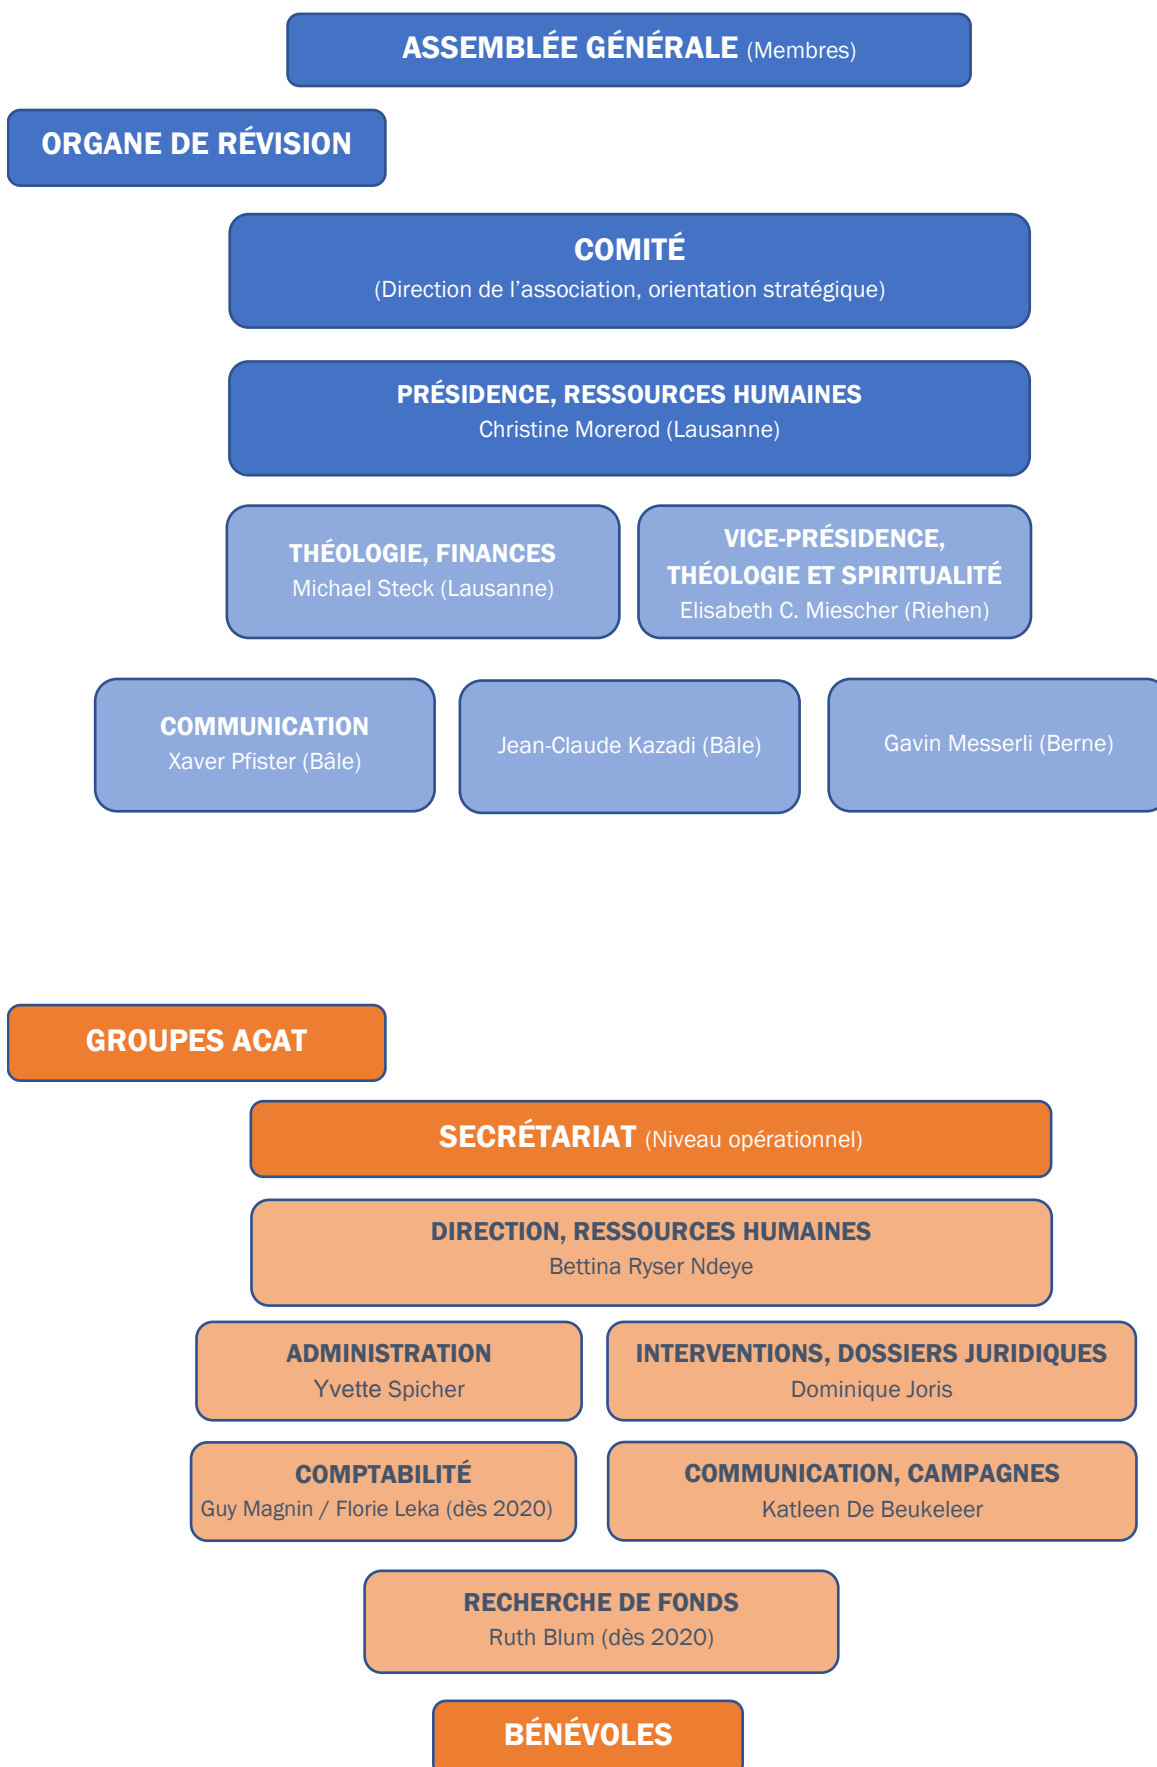 ASSEMBLÉE GÉNÉRALE (Membres)
ORGANE DE RÉVISION
COMITÉ
(Direction de l'association, orientation stratégique)
PRÉSIDENCE, RESSOURCES HUMAINES
Christine Morerod (Lausanne)
THÉOLOGIE, FINANCES
Michael Steck (Lausanne)
VICE-PRÉSIDENCE,
THÉOLOGIE ET SPIRITUALITÉ
Elisabeth C. Miescher (Riehen)
COMMUNICATION
Xaver Pfister (Bâle)
Jean-Claude Kazadi (Bâle)
Gavin Messerli (Berne)
GROUPES ACAT
SECRÉTARIAT (Niveau opérationnel)
DIRECTION, RESSOURCES HUMAINES
Bettina Ryser Ndeye
ADMINISTRATION
Yvette Spicher
INTERVENTIONS, DOSSIERS JURIDIQUES
Dominique Joris
COMPTABILITÉ
Guy Magnin / Florie Leka (dès 2020)
COMMUNICATION, CAMPAGNES
Katleen De Beukeleer
RECHERCHE DE FONDS
Ruth Blum (dès 2020)
BÉNÉVOLES